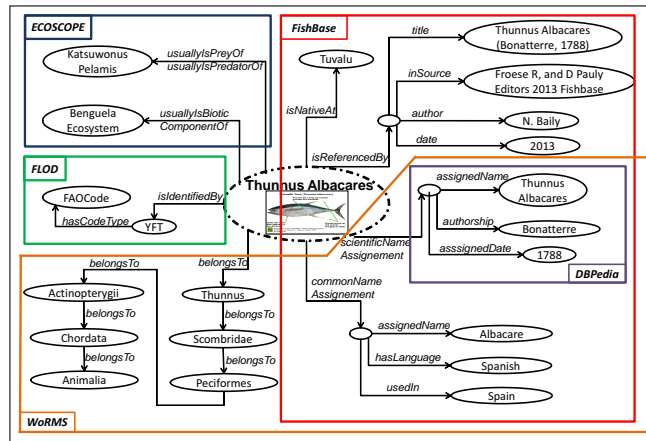 ECOSCOPE
Katsuwonus
Pelamis
usuallyIsPreyOf
usuallyIsPredatorOf
Benguela
Ecosystem
usuallyIsBiotic
ComponentOf
FishBase
Tuvalu
isNativeAt
title
Thunnus Albacares
(Bonatterre, 1788)
inSource
Froese R, and D Pauly
Editors 2013 Fishbase
author
N. Baily
date
2013
isReferencedBy
FLOD
FAOCode
isIdentifiedBy
hasCodeType
YFT
Thunnus Albacares
assignedName
Thunnus
Albacares
authorship
Bonatterre
asssignedDate
1788
DBPedia
scientificName
Assignement
belongsTo
belongsTo
Actinopterygii
belongsTo
Chordata
belongsTo
Animalia
Thunnus
belongsTo
Scombridae
belongsTo
Peciformes
WoRMS
commonName
Assignement
assignedName
Albacare
hasLanguage
Spanish
usedIn
Spain